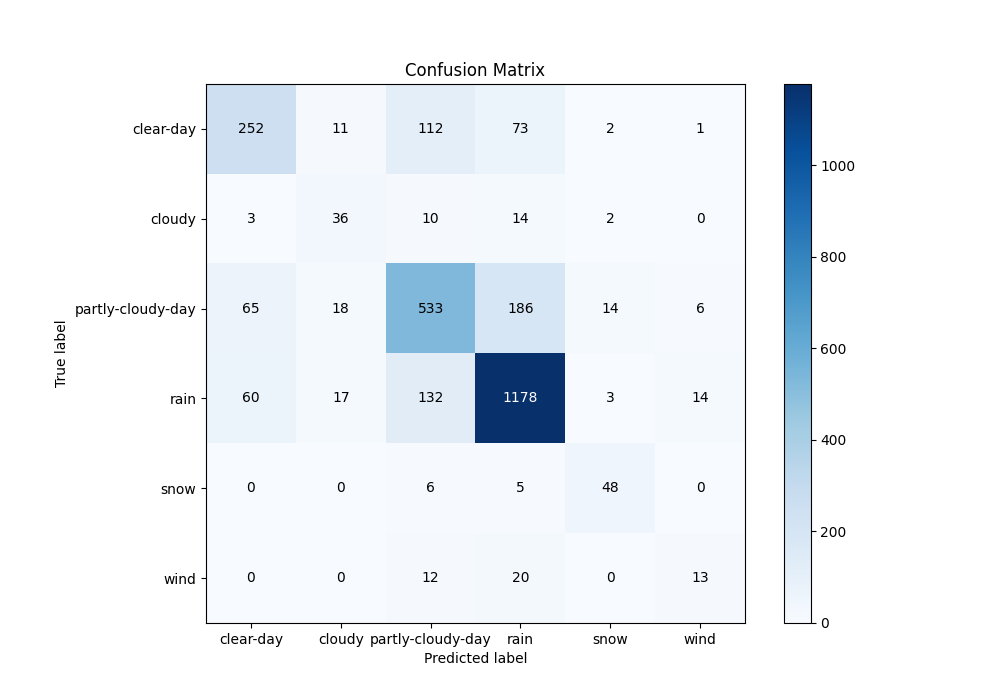 Confusion Matrix
clear-day 252 11 112 73 2 1
cloudy 3 36 10 14 2 0
partly-cloudy-day 65 18 533 186 14 6
rain 60 17 132 1178 3 14
snow 0 0 6 5 48 0
wind 0 0 12 20 0 13
clear-day cloudy partly-cloudy-day rain snow wind
Predicted label
True label
1000
800
600
400
200
0